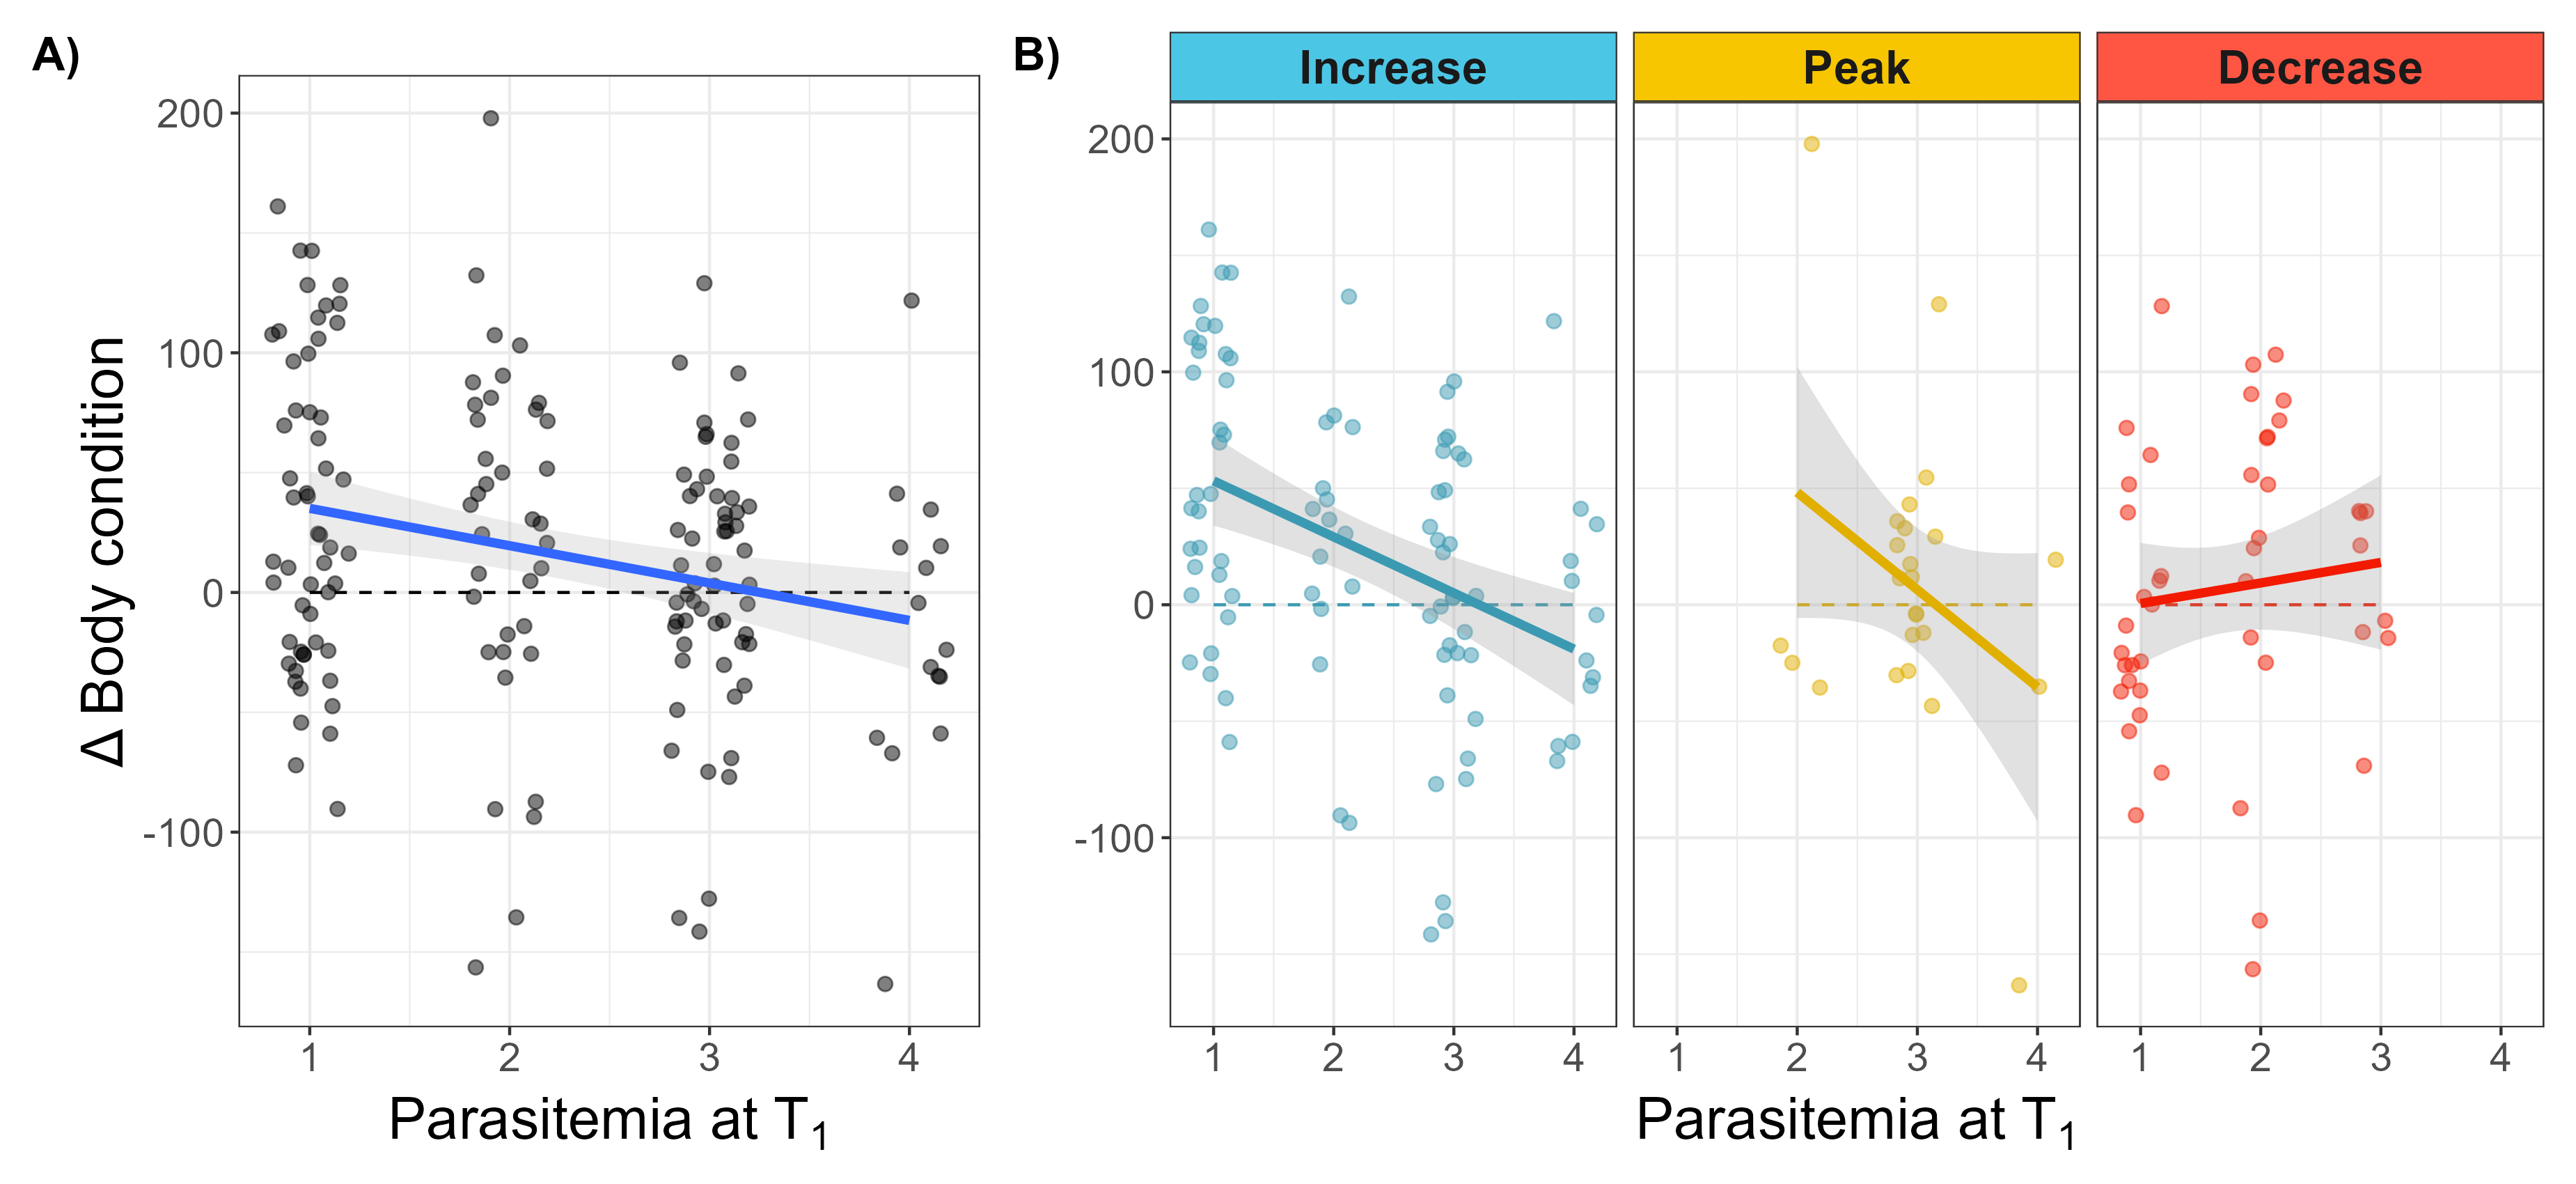 A)
B)
Increase
Peak
Decrease
Δ Body condition
200
100
0
-100
1 2 3 4
Parasitemia at T₁
200
100
0
-100
1 2 3 4
1 2 3 4
1 2 3 4
Parasitemia at T₁